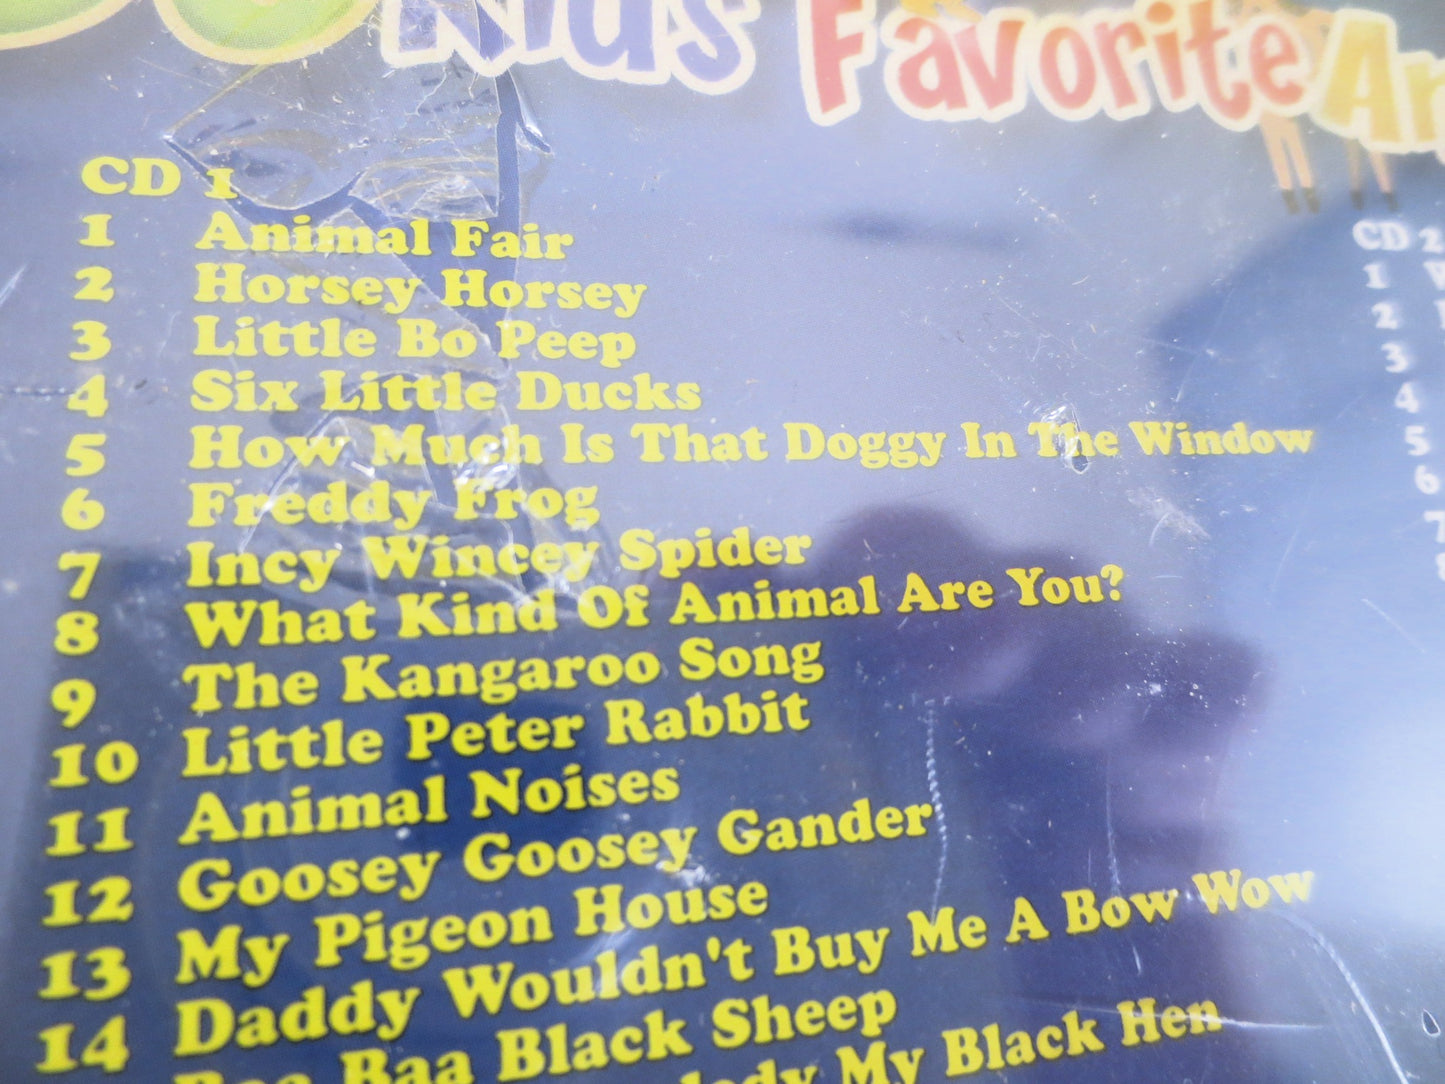 Kids Favorite An
CD 1
1 Animal Fair
2 Horsey Horsey
3 Little Bo Peep
4 Six Little Ducks
5 How Much Is That Doggy In The Window
6 Freddy Frog
7 Incy Wincey Spider
8 What Kind Of Animal Are You?
9 The Kangaroo Song
10 Little Peter Rabbit
11 Animal Noises
12 Goosey Goosey Gander
13 My Pigeon House
14 Daddy Wouldn't Buy Me A Bow Wow
Baa Baa Black Sheep
My Black Hen
CD 2
1
2
3
4
5
6
7
8